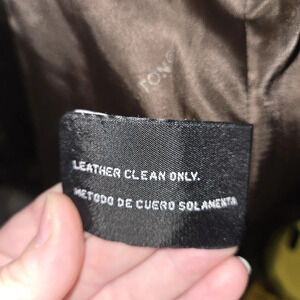 LEATHER CLEAN ONLY.
METODO DE CUERO SOLAMENTA